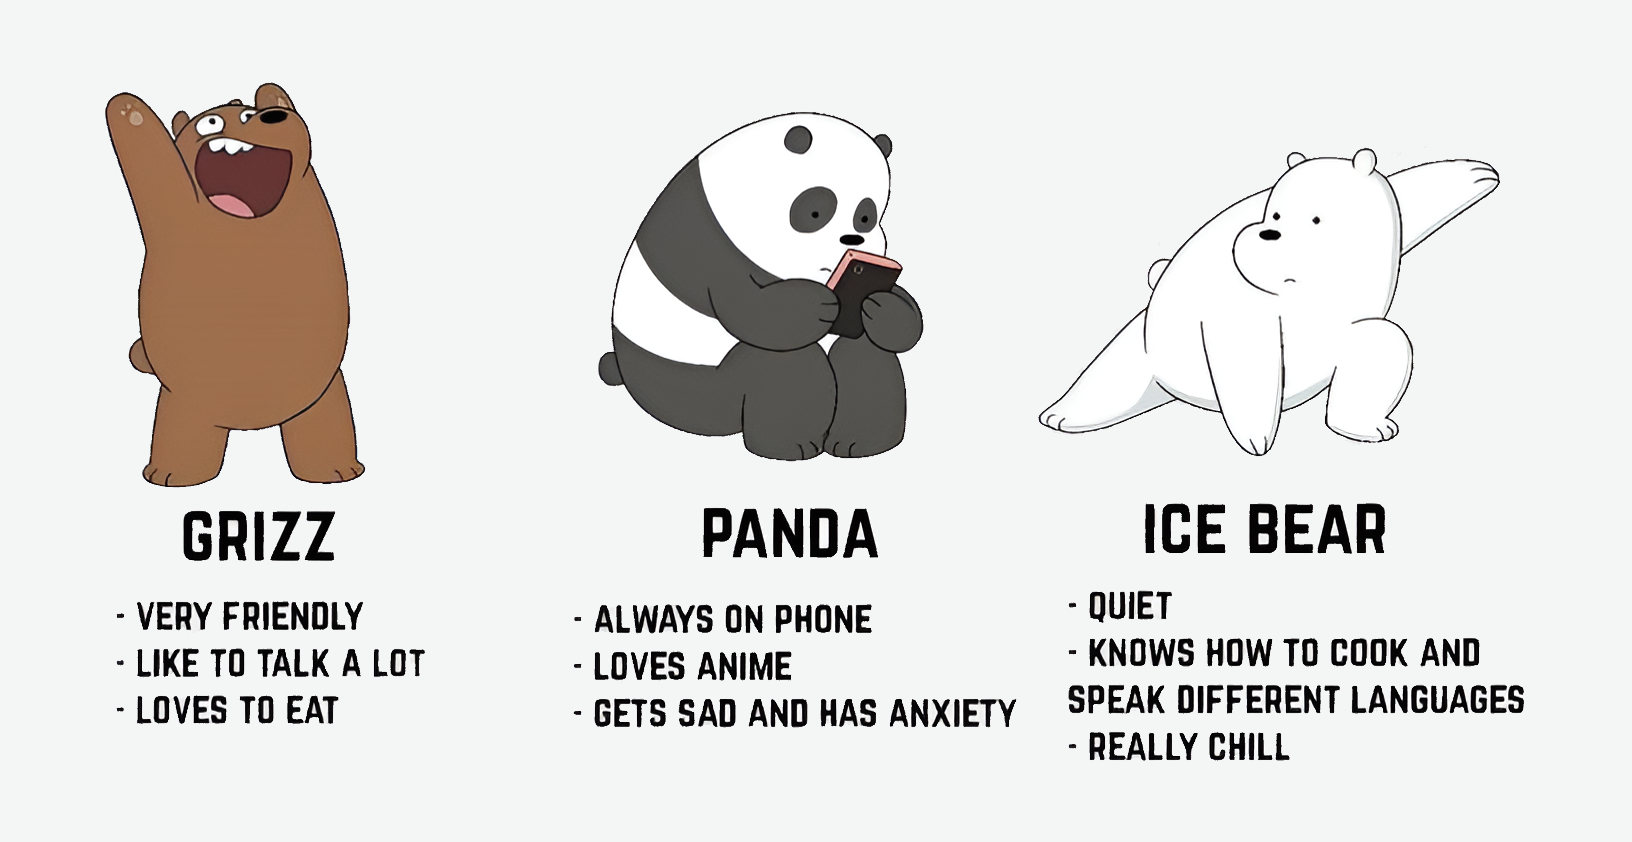 GRIZZ
- VERY FRIENDLY
- LIKE TO TALK A LOT
- LOVES TO EAT
PANDA
- ALWAYS ON PHONE
- LOVES ANIME
- GETS SAD AND HAS ANXIETY
ICE BEAR
- QUIET
- KNOWS HOW TO COOK AND
SPEAK DIFFERENT LANGUAGES
- REALLY CHILL